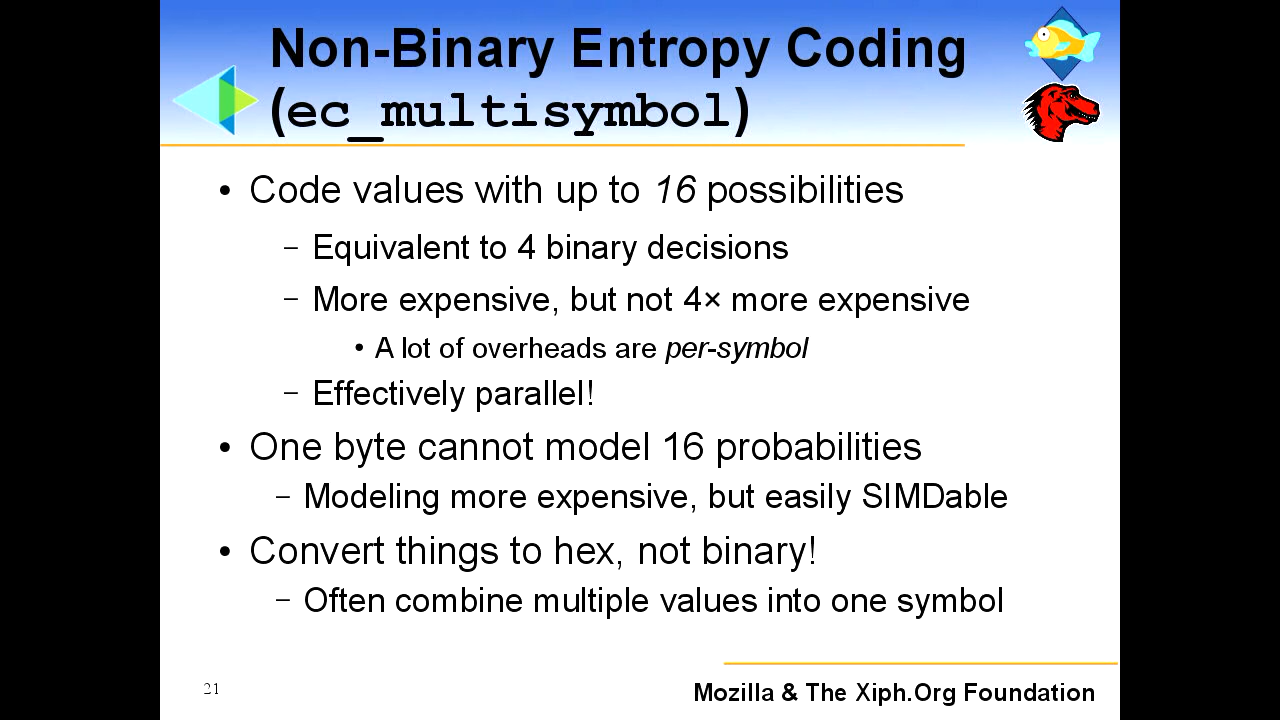 Non-Binary Entropy Coding
(ec_multisymbol)
• Code values with up to 16 possibilities
– Equivalent to 4 binary decisions
– More expensive, but not 4× more expensive
• A lot of overheads are per-symbol
– Effectively parallel!
• One byte cannot model 16 probabilities
– Modeling more expensive, but easily SIMDable
• Convert things to hex, not binary!
– Often combine multiple values into one symbol
21
Mozilla & The Xiph.Org Foundation